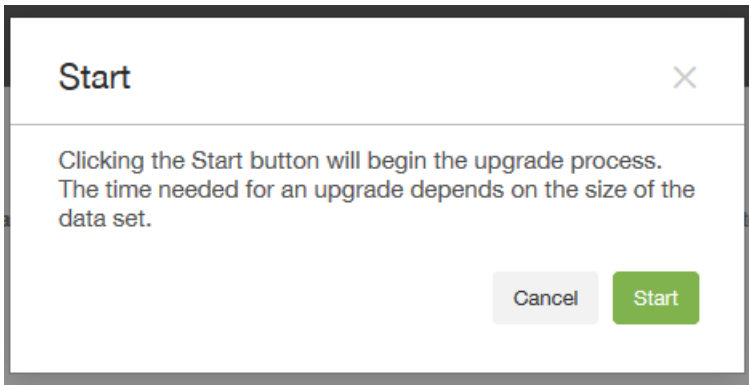 Start
Clicking the Start button will begin the upgrade process.
The time needed for an upgrade depends on the size of the
data set.
Cancel
Start